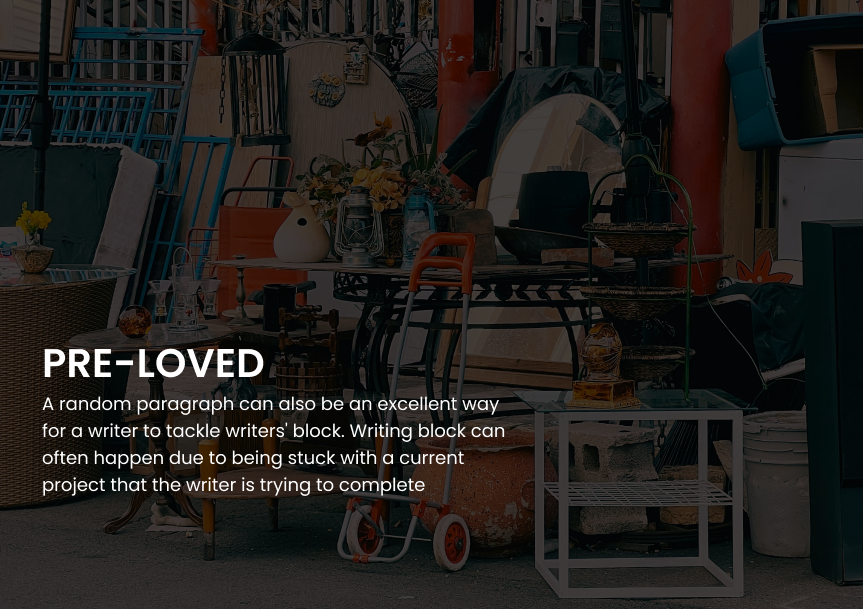 PRE-LOVED
A random paragraph can also be an excellent way
for a writer to tackle writers' block. Writing block can
often happen due to being stuck with a current
project that the writer is trying to complete